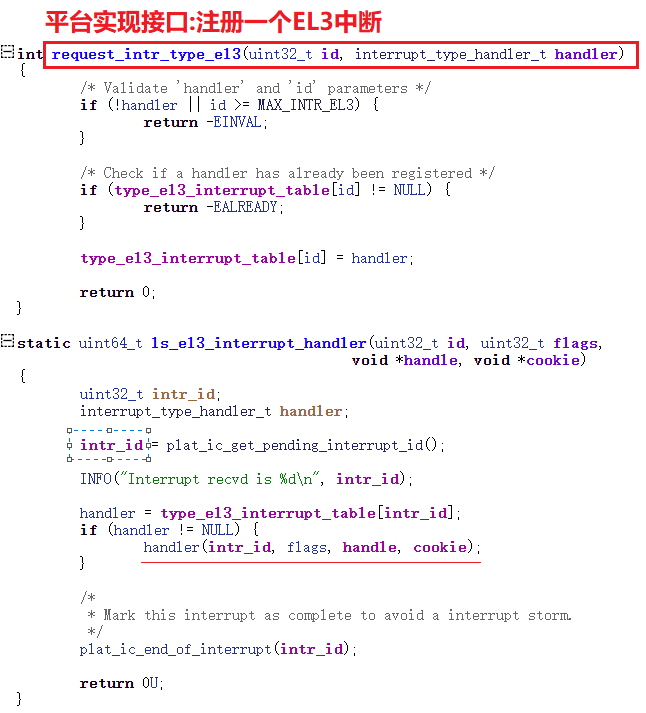 平台实现接口:注册一个EL3中断
int request_intr_type_el3(uint32_t id, interrupt_type_handler_t handler)
{
/* Validate 'handler' and 'id' parameters */
if (!handler || id >= MAX_INTR_EL3) {
return -EINVAL;
}
/* Check if a handler has already been registered */
if (type_el3_interrupt_table[id] != NULL) {
return -EALREADY;
}
type_el3_interrupt_table[id] = handler;
return 0;
}
static uint64_t ls_el3_interrupt_handler(uint32_t id, uint32_t flags,
void *handle, void *cookie)
{
uint32_t intr_id;
interrupt_type_handler_t handler;
intr_id = plat_ic_get_pending_interrupt_id();
INFO("Interrupt recvd is %d\n", intr_id);
handler = type_el3_interrupt_table[intr_id];
if (handler != NULL) {
handler(intr_id, flags, handle, cookie);
}
/*
* Mark this interrupt as complete to avoid a interrupt storm.
*/
plat_ic_end_of_interrupt(intr_id);
return 0U;
}